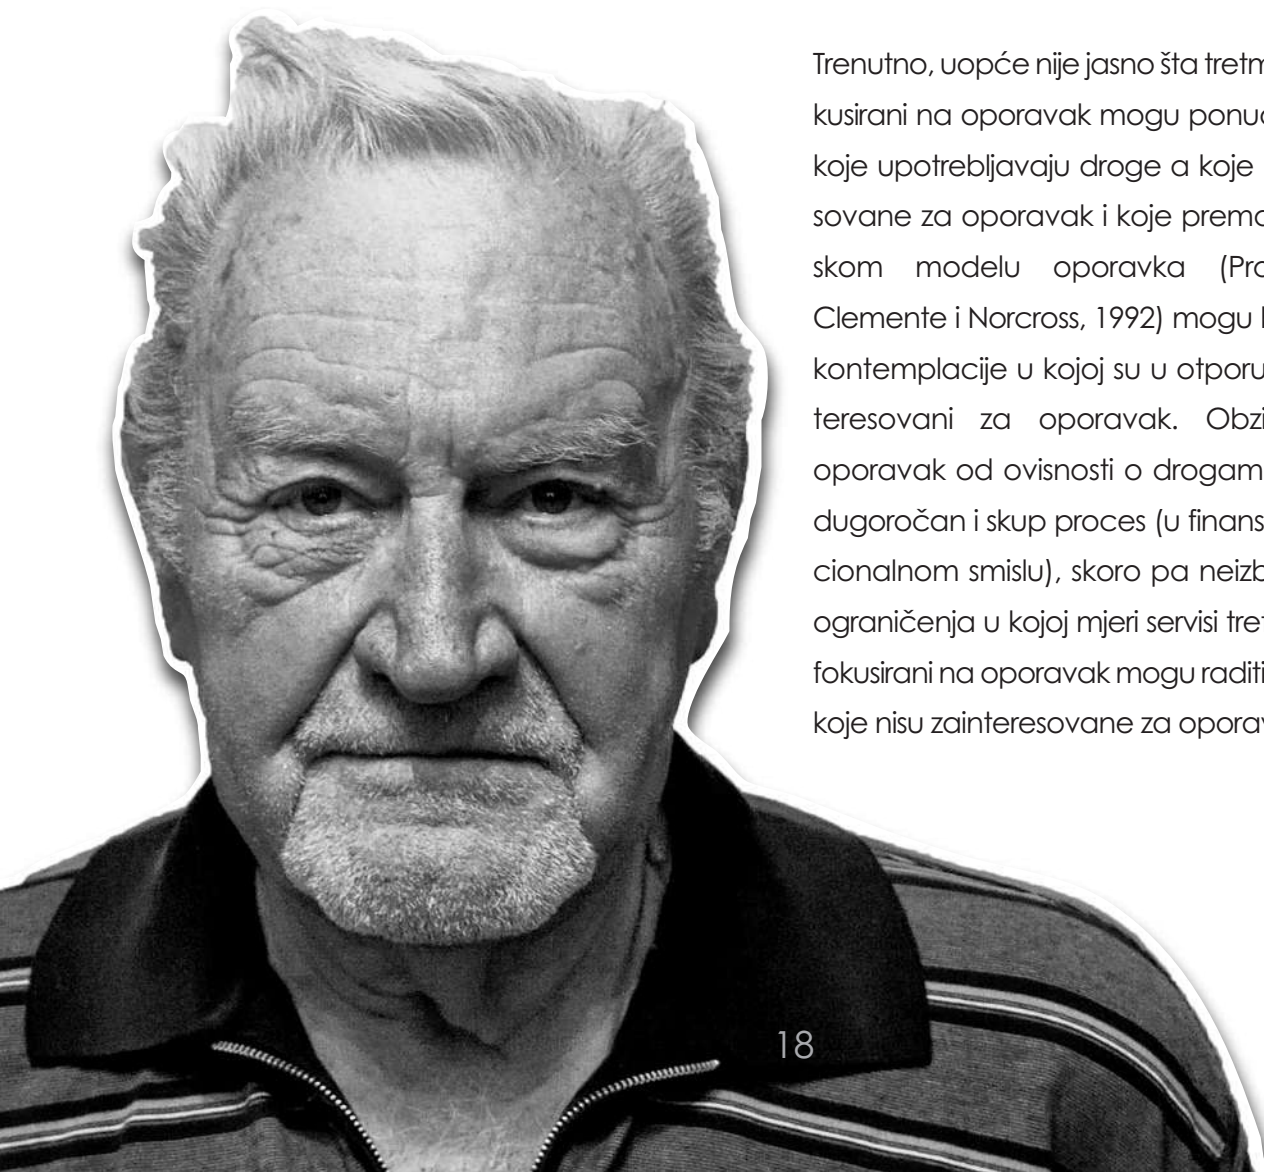 Trenutno, uopće nije jasno šta tretm
kusirani na oporavak mogu ponu
koje upotrebljavaju droge a koje
sovane za oporavak i koje prema
skom modelu oporavka (Pro
Clemente i Norcross, 1992) mogu
kontemplacije u kojoj su u otporu
teresovani za oporavak. Obzi
oporavak od ovisnosti o drogam
dugoročan i skup proces (u finans
cionalnom smislu), skoro pa neizb
ograničenja u kojoj mjeri servisi tret
fokusirani na oporavak mogu raditi
koje nisu zainteresovane za oporav
18